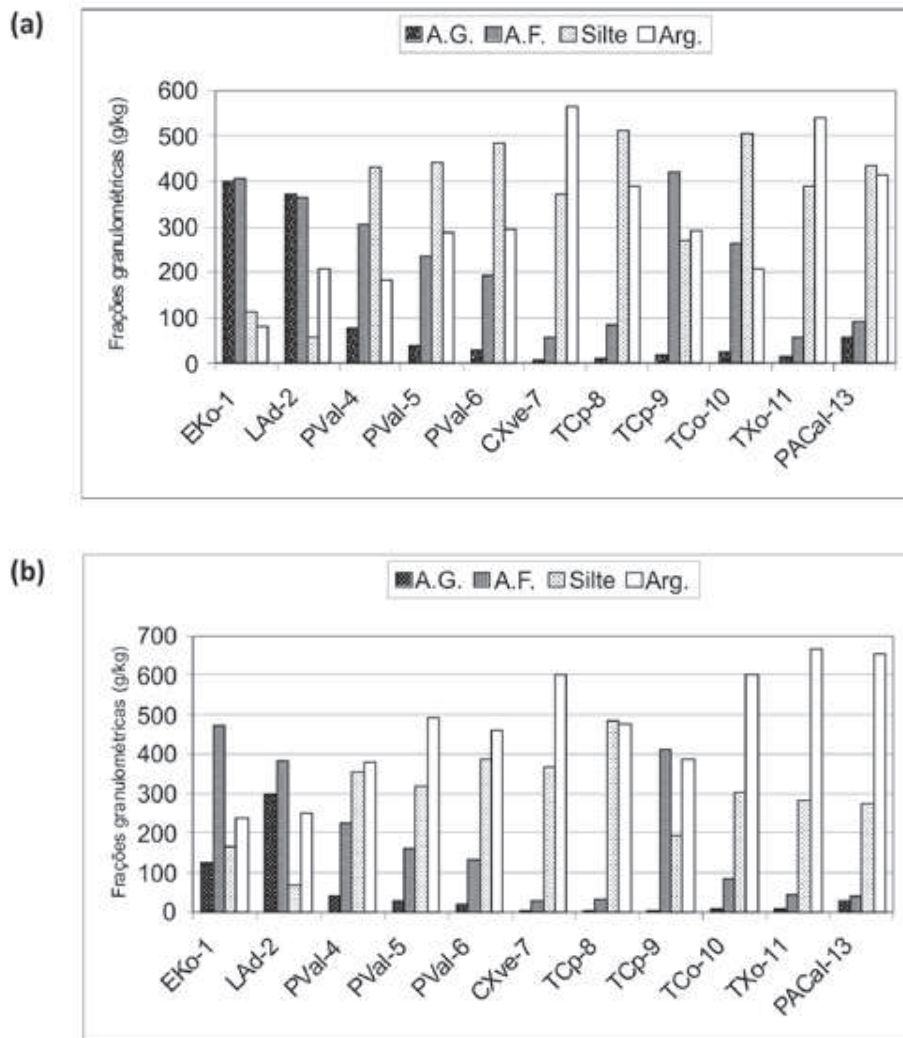 (a)
A.G. A.F. Silte Arg.
Frações granulométricas (g/kg)
600
500
400
300
200
100
0
EKo-1 LAd-2 PVal-4 PVal-5 PVal-6 CXve-7 TCp-8 TCp-9 TCo-10 TXo-11 PACal-13
(b)
A.G. A.F. Silte Arg.
Frações granulométricas (g/kg)
700
600
500
400
300
200
100
0
EKo-1 LAd-2 PVal-4 PVal-5 PVal-6 CXve-7 TCp-8 TCp-9 TCo-10 TXo-11 PACal-13